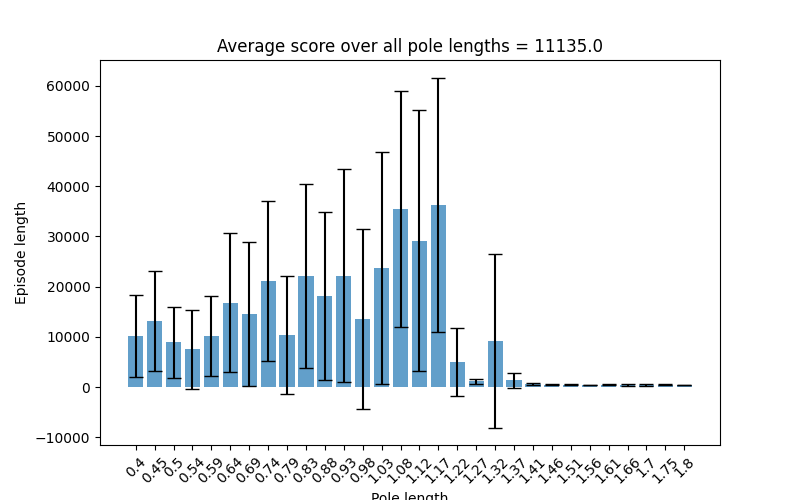 Average score over all pole lengths = 11135.0
Episode length
60000
50000
40000
30000
20000
10000
0
−10000
0.4 0.45 0.5 0.54 0.59 0.64 0.69 0.74 0.79 0.83 0.88 0.93 0.98 1.03 1.08 1.12 1.17 1.22 1.27 1.32 1.37 1.41 1.46 1.51 1.56 1.61 1.66 1.7 1.75 1.8
Pole length